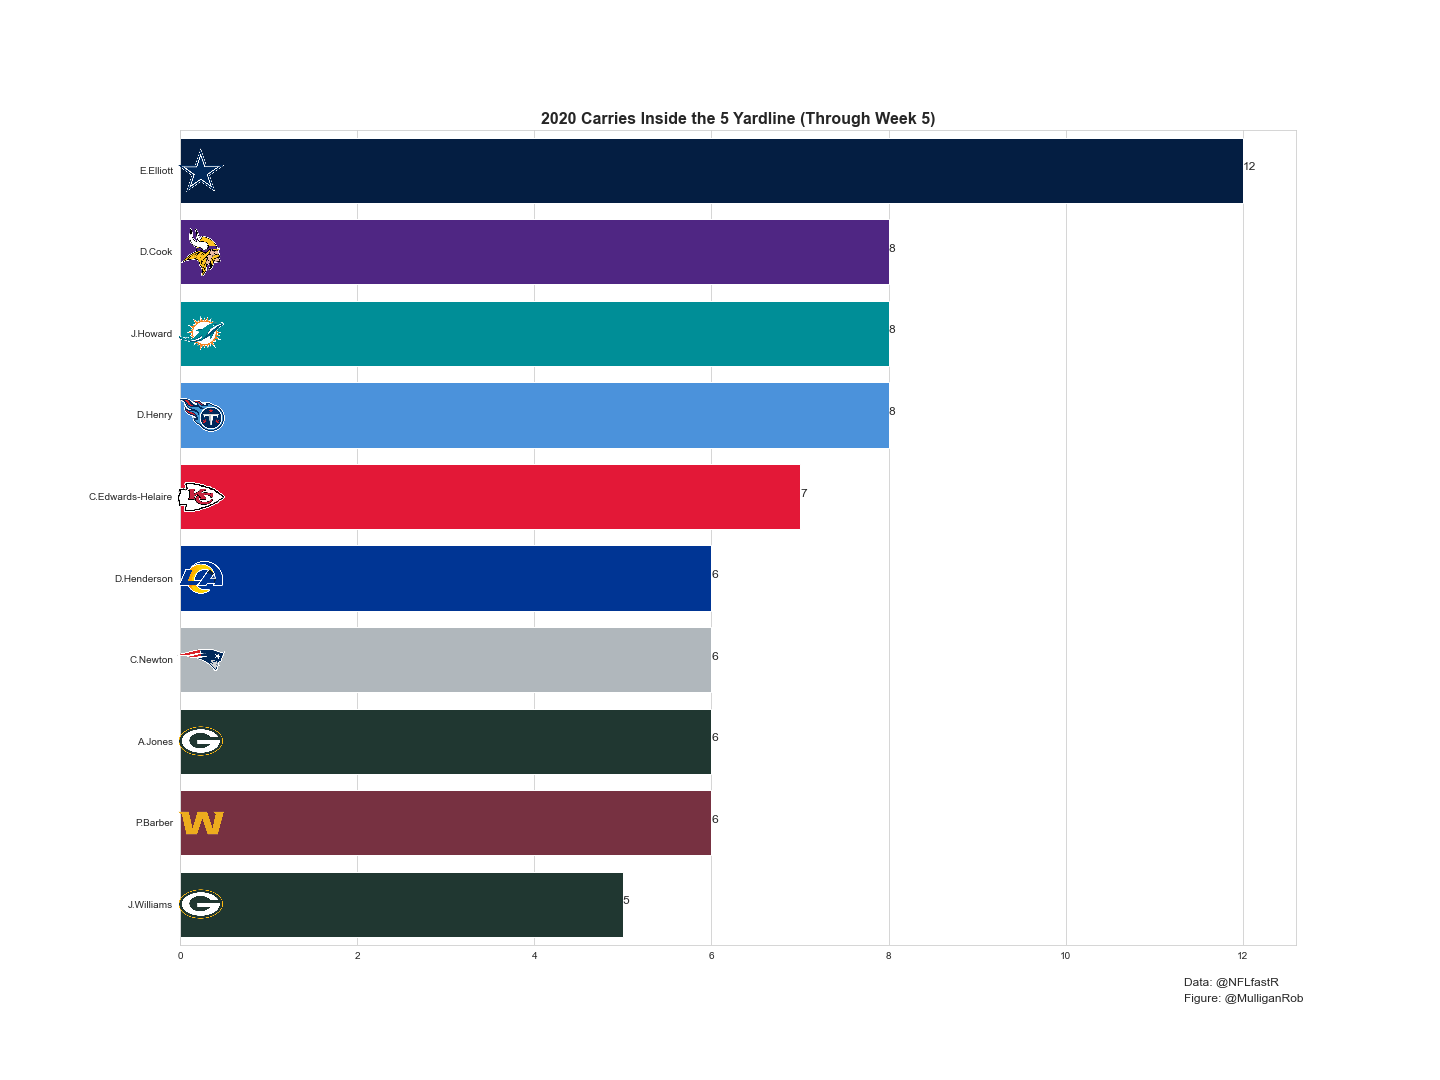 2020 Carries Inside the 5 Yardline (Through Week 5)
E.Elliott 12
D.Cook 8
J.Howard 8
D.Henry 8
C.Edwards-Helaire 7
D.Henderson 6
C.Newton 6
A.Jones 6
P.Barber 6
J.Williams 5
0 2 4 6 8 10 12
Data: @NFLfastR
Figure: @MulliganRob